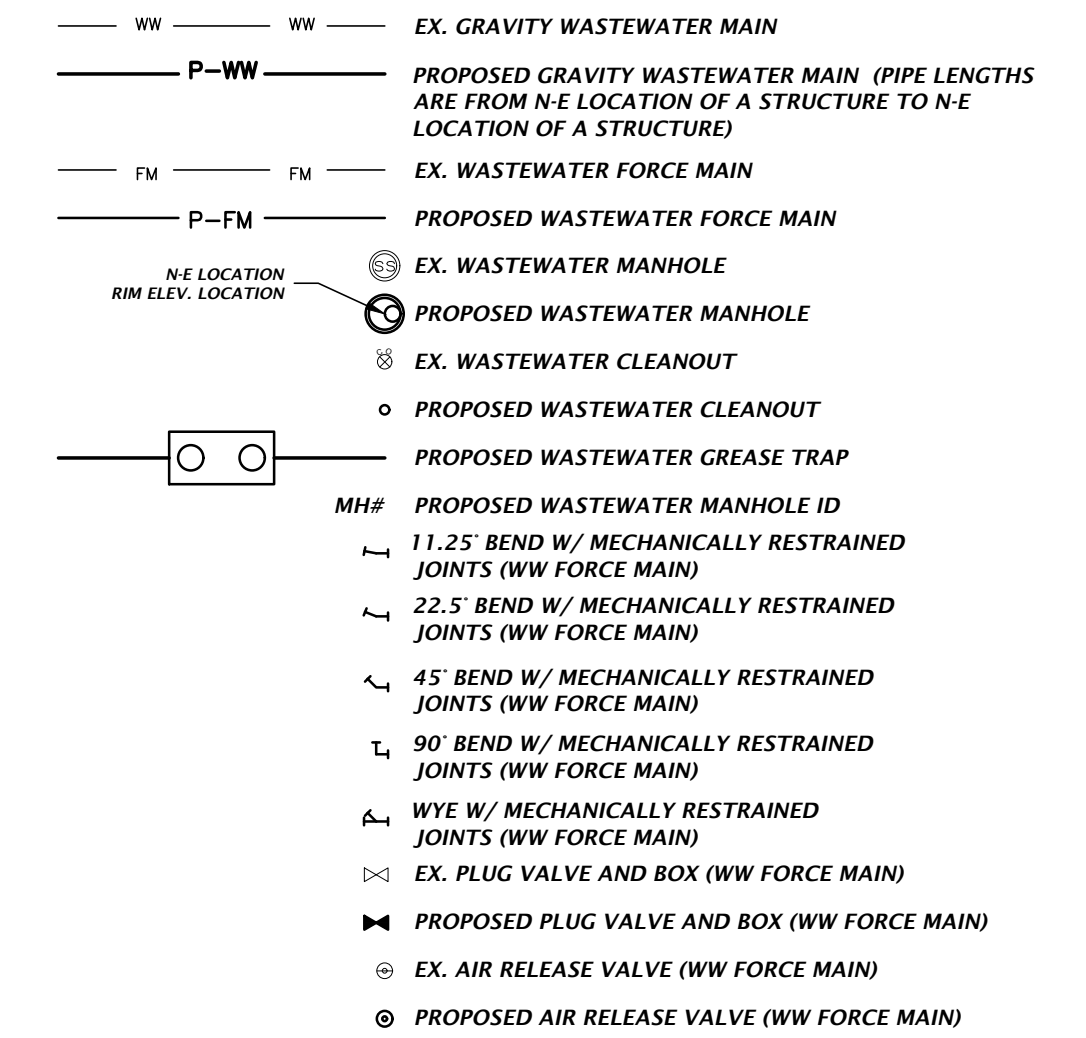 WW WW EX. GRAVITY WASTEWATER MAIN
P-WW PROPOSED GRAVITY WASTEWATER MAIN (PIPE LENGTHS
ARE FROM N-E LOCATION OF A STRUCTURE TO N-E
LOCATION OF A STRUCTURE)
FM FM EX. WASTEWATER FORCE MAIN
P-FM PROPOSED WASTEWATER FORCE MAIN
SS EX. WASTEWATER MANHOLE
N-E LOCATION
RIM ELEV. LOCATION
PROPOSED WASTEWATER MANHOLE
CO EX. WASTEWATER CLEANOUT
PROPOSED WASTEWATER CLEANOUT
PROPOSED WASTEWATER GREASE TRAP
MH# PROPOSED WASTEWATER MANHOLE ID
11.25° BEND W/ MECHANICALLY RESTRAINED
JOINTS (WW FORCE MAIN)
22.5° BEND W/ MECHANICALLY RESTRAINED
JOINTS (WW FORCE MAIN)
45° BEND W/ MECHANICALLY RESTRAINED
JOINTS (WW FORCE MAIN)
90° BEND W/ MECHANICALLY RESTRAINED
JOINTS (WW FORCE MAIN)
WYE W/ MECHANICALLY RESTRAINED
JOINTS (WW FORCE MAIN)
EX. PLUG VALVE AND BOX (WW FORCE MAIN)
PROPOSED PLUG VALVE AND BOX (WW FORCE MAIN)
EX. AIR RELEASE VALVE (WW FORCE MAIN)
PROPOSED AIR RELEASE VALVE (WW FORCE MAIN)